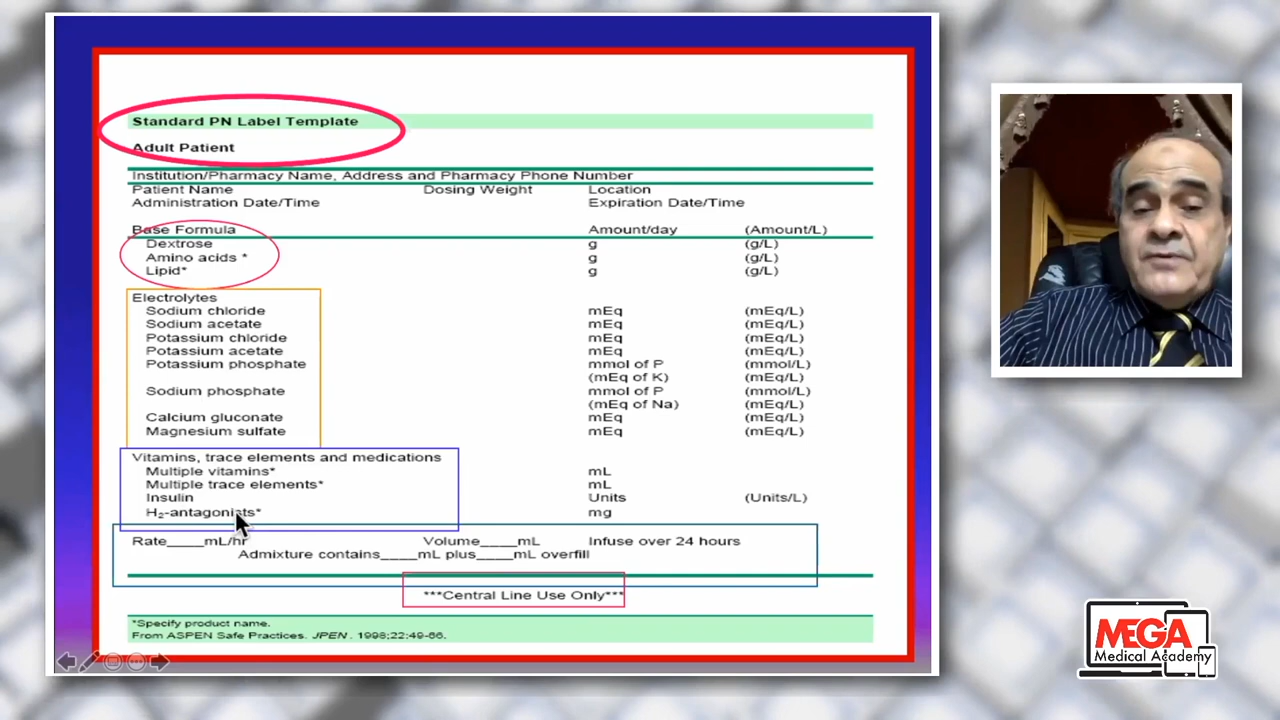 Standard PN Label Template
Adult Patient
Institution/Pharmacy Name, Address and Pharmacy Phone Number
Patient Name Dosing Weight Location
Administration Date/Time Expiration Date/Time
Base Formula Amount/day (Amount/L)
Dextrose g (g/L)
Amino acids * g (g/L)
Lipid* g (g/L)
Electrolytes
Sodium chloride mEq (mEq/L)
Sodium acetate mEq (mEq/L)
Potassium chloride mEq (mEq/L)
Potassium acetate mEq (mEq/L)
Potassium phosphate mmol of P (mmol/L)
(mEq of K) (mEq/L)
Sodium phosphate mmol of P (mmol/L)
(mEq of Na) (mEq/L)
Calcium gluconate mEq (mEq/L)
Magnesium sulfate mEq (mEq/L)
Vitamins, trace elements and medications
Multiple vitamins* mL
Multiple trace elements* mL
Insulin Units (Units/L)
H₂-antagonists* mg
Rate____mL/hr Volume____mL Infuse over 24 hours
Admixture contains____mL plus____mL overfill
***Central Line Use Only***
*Specify product name.
From ASPEN Safe Practices. JPEN . 1998;22:49-66.
MEGA
Medical Academy